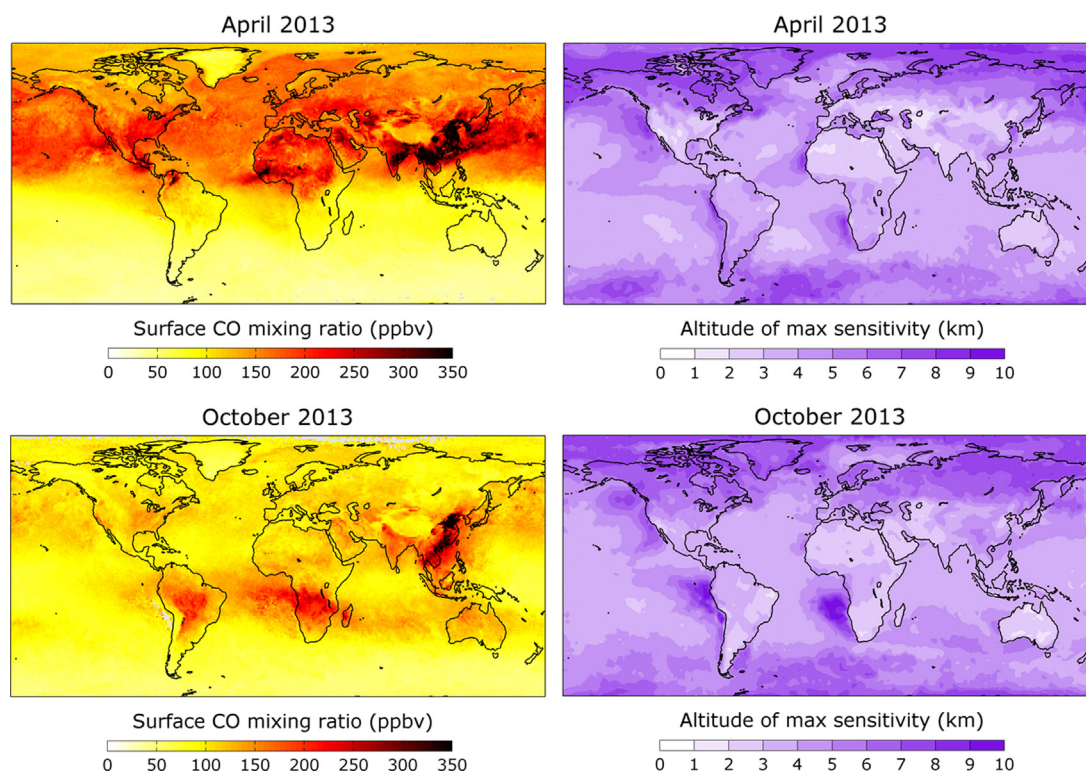 April 2013
April 2013
Surface CO mixing ratio (ppbv)
0 50 100 150 200 250 300 350
Altitude of max sensitivity (km)
0 1 2 3 4 5 6 7 8 9 10
October 2013
October 2013
Surface CO mixing ratio (ppbv)
0 50 100 150 200 250 300 350
Altitude of max sensitivity (km)
0 1 2 3 4 5 6 7 8 9 10